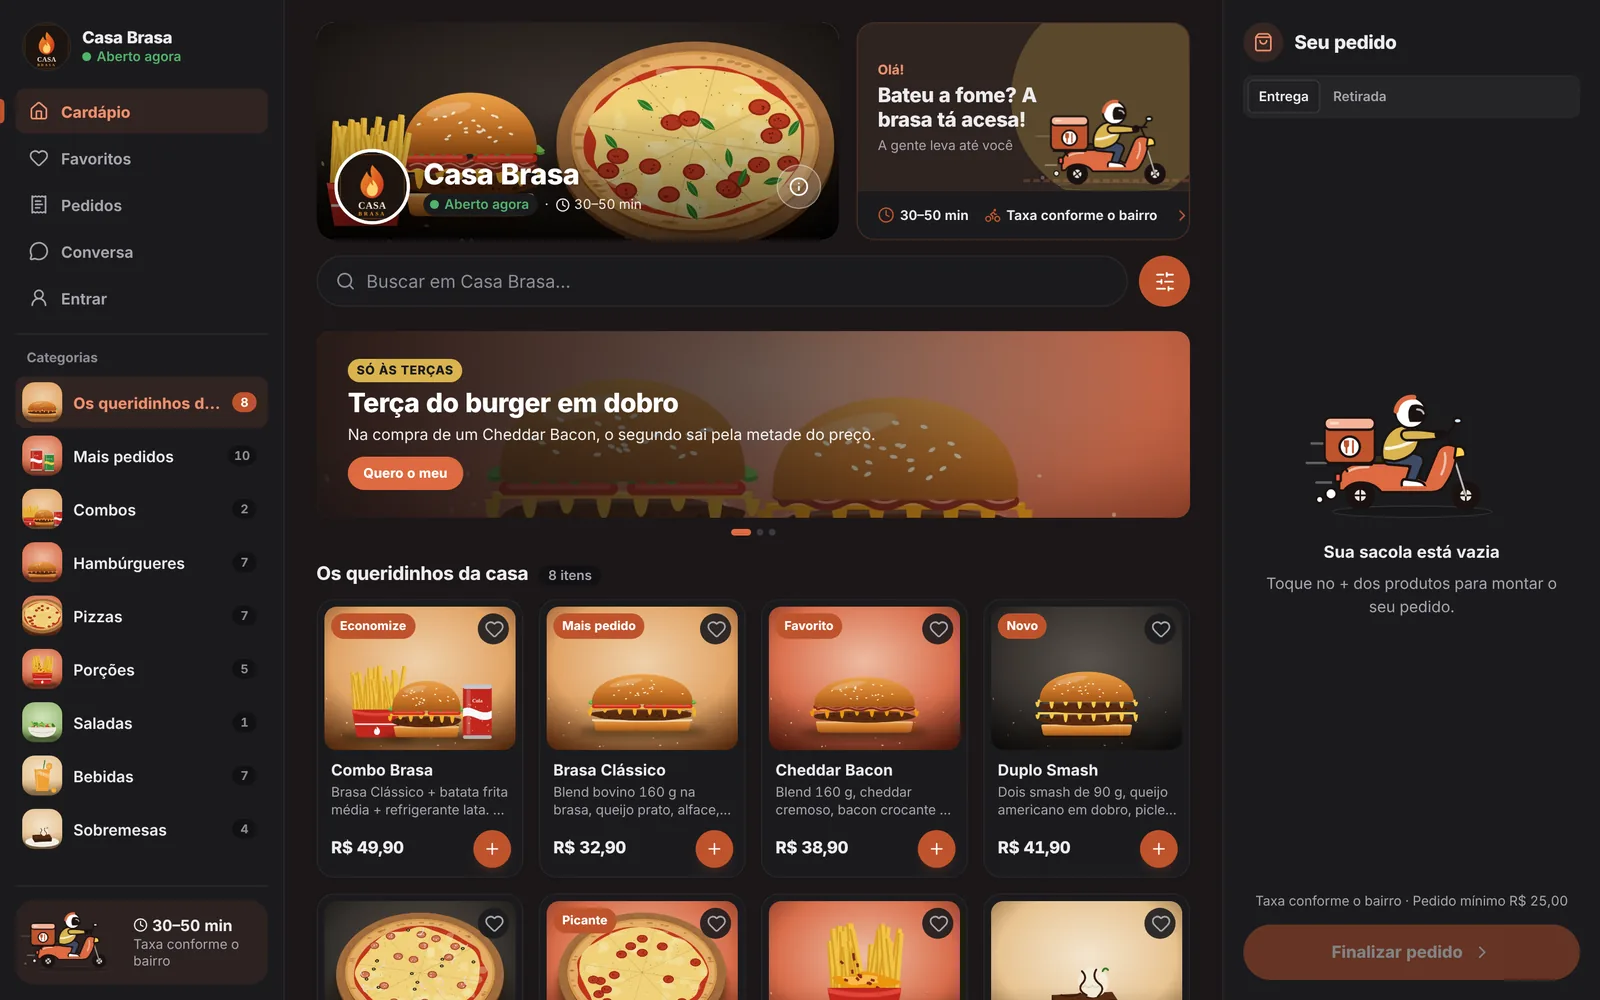 Casa Brasa
Aberto agora
Cardápio
Favoritos
Pedidos
Conversa
Entrar
Categorias
Os queridinhos d... 8
Mais pedidos 10
Combos 2
Hambúrgueres 7
Pizzas 7
Porções 5
Saladas 1
Bebidas 7
Sobremesas 4
30–50 min
Taxa conforme o
bairro
CASA
BRASA
Casa Brasa
Aberto agora · 30–50 min
Olá!
Bateu a fome? A
brasa tá acesa!
A gente leva até você
30–50 min Taxa conforme o bairro
Buscar em Casa Brasa...
SÓ ÀS TERÇAS
Terça do burger em dobro
Na compra de um Cheddar Bacon, o segundo sai pela metade do preço.
Quero o meu
Os queridinhos da casa 8 itens
Economize
Combo Brasa
Brasa Clássico + batata frita
média + refrigerante lata. ...
R$ 49,90
Mais pedido
Brasa Clássico
Blend bovino 160 g na
brasa, queijo prato, alface,...
R$ 32,90
Favorito
Cheddar Bacon
Blend 160 g, cheddar
cremoso, bacon crocante ...
R$ 38,90
Novo
Duplo Smash
Dois smash de 90 g, queijo
americano em dobro, picle...
R$ 41,90
Picante
Seu pedido
Entrega Retirada
Sua sacola está vazia
Toque no + dos produtos para montar o
seu pedido.
Taxa conforme o bairro · Pedido mínimo R$ 25,00
Finalizar pedido